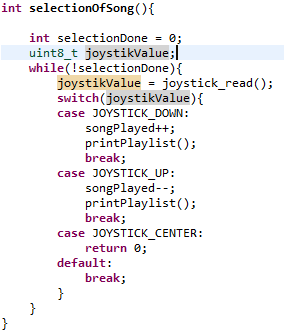 int selectionOfSong(){
int selectionDone = 0;
uint8_t joystikValue;
while(!selectionDone){
joystikValue = joystick_read();
switch(joystikValue){
case JOYSTICK_DOWN:
songPlayed++;
printPlaylist();
break;
case JOYSTICK_UP:
songPlayed--;
printPlaylist();
break;
case JOYSTICK_CENTER:
return 0;
default:
break;
}
}
}